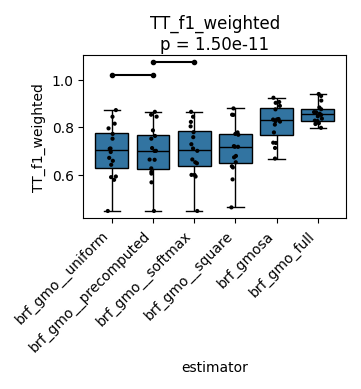 TT_f1_weighted
p = 1.50e-11
TT_f1_weighted
1.0
0.8
0.6
brf_gmo__uniform
brf_gmo__precomputed
brf_gmo__softmax
brf_gmo__square
brf_gmosa
brf_gmo_full
estimator